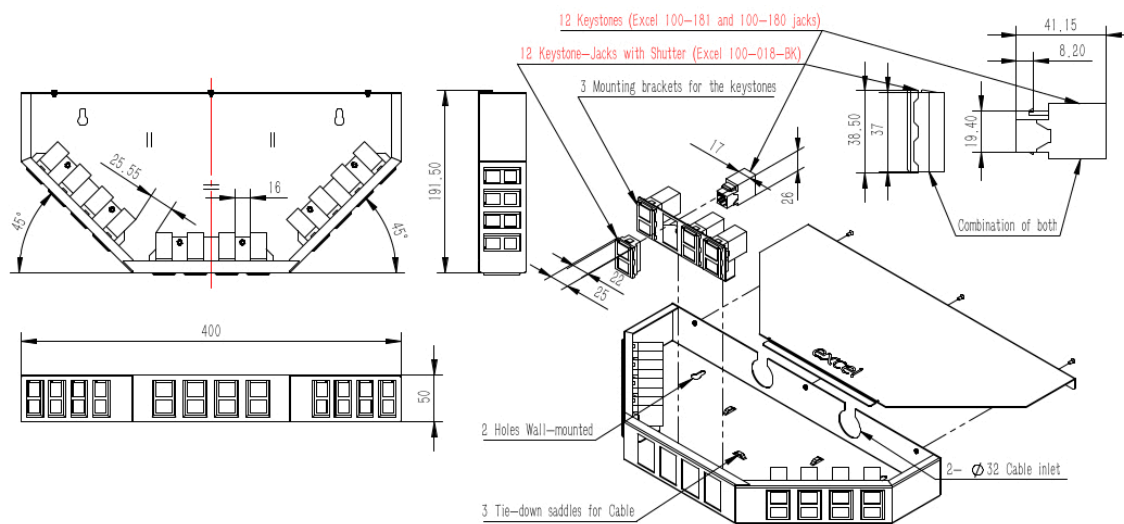 12 Keystones (Excel 100-181 and 100-180 jacks)
12 Keystone-Jacks with Shutter (Excel 100-018-BK)
3 Mounting brackets for the keystones
41,15
8,20
38,50
37
19,40
Combination of both
25,55
16
45°
45°
191,50
17
26
22
25
400
50
excel
2 Holes Wall-mounted
2- Ø32 Cable inlet
3 Tie-down saddles for Cable